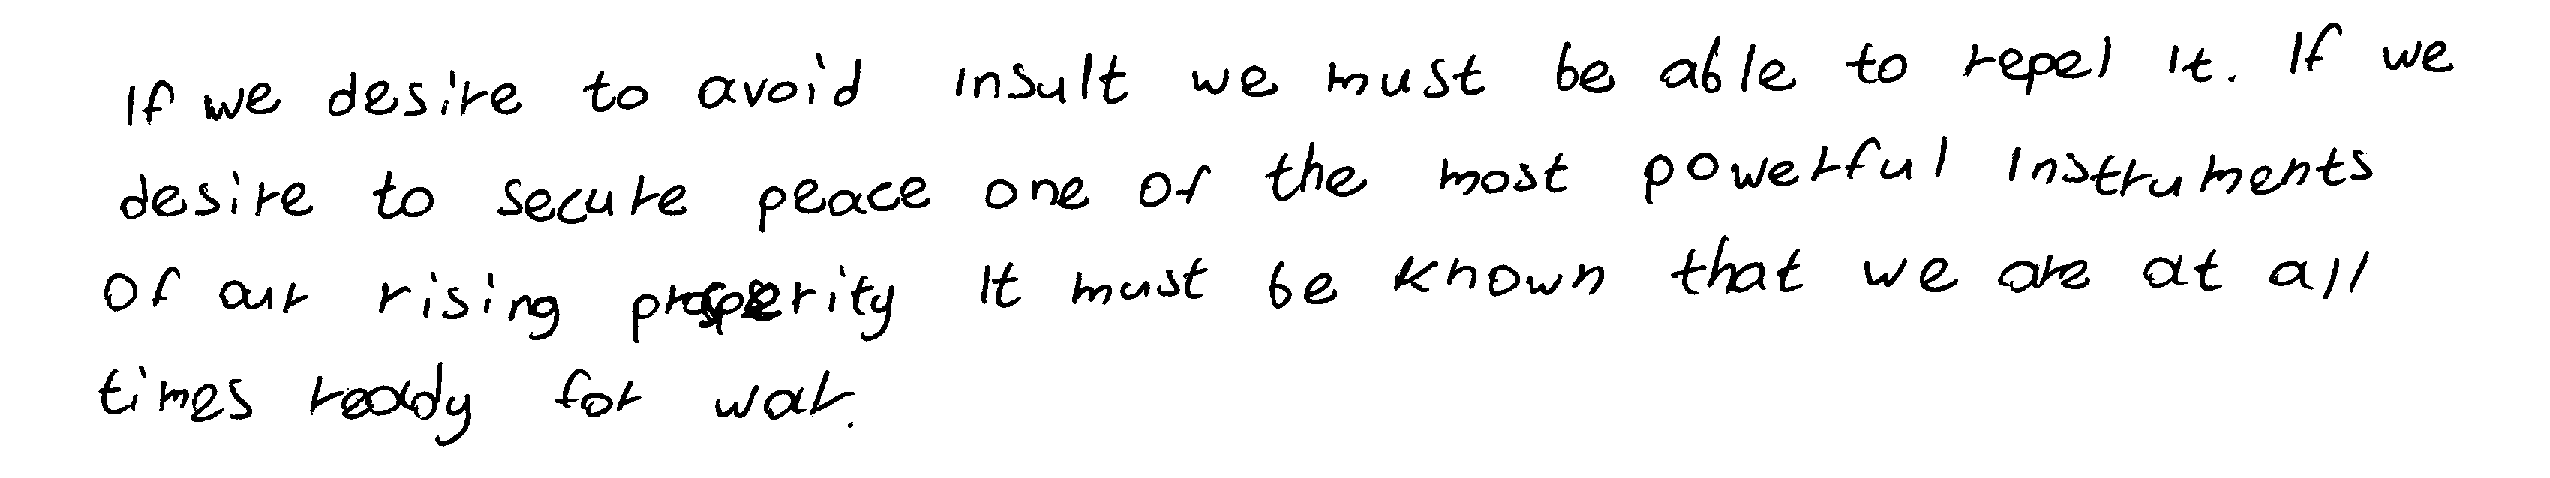 If we desire to avoid insult we must be able to repel it. If we
desire to secure peace one of the most powerful instruments
of our rising prosperity it must be known that we are at all
times ready for war.